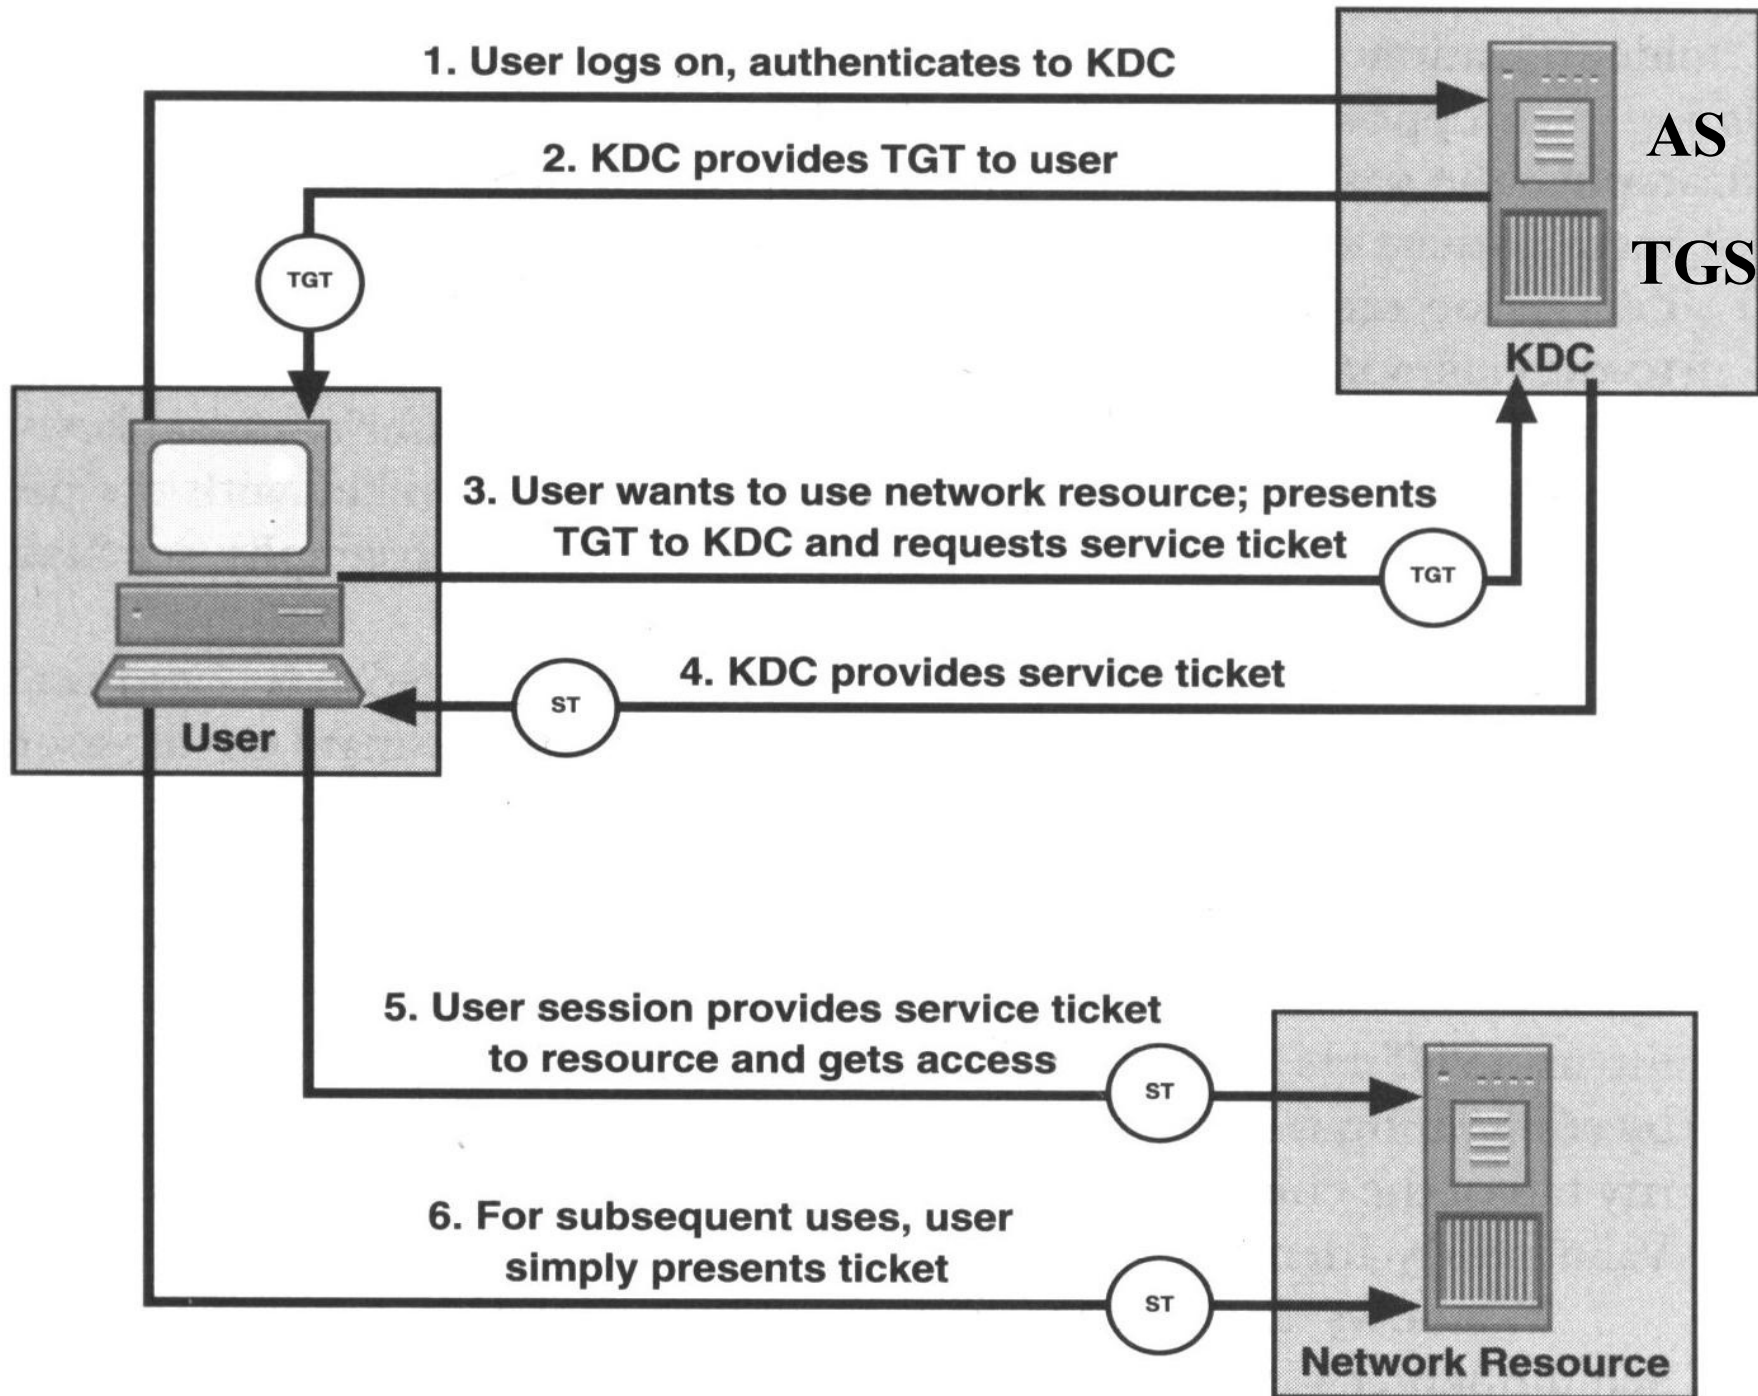 1. User logs on, authenticates to KDC
AS
2. KDC provides TGT to user
TGS
TGT
KDC
3. User wants to use network resource; presents
TGT to KDC and requests service ticket
TGT
4. KDC provides service ticket
ST
User
5. User session provides service ticket
to resource and gets access
ST
6. For subsequent uses, user
simply presents ticket
ST
Network Resource